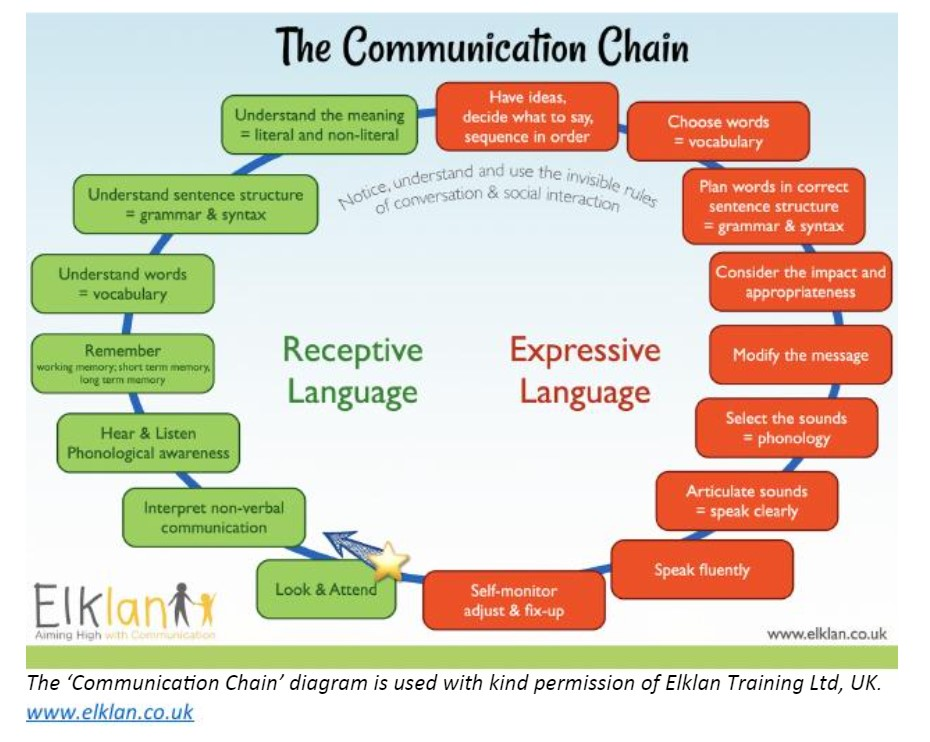 The Communication Chain
Look & Attend
Interpret non-verbal
communication
Hear & Listen
Phonological awareness
Remember
working memory; short term memory,
long term memory
Understand words
= vocabulary
Understand sentence structure
= grammar & syntax
Understand the meaning
= literal and non-literal
Have ideas,
decide what to say,
sequence in order
Choose words
= vocabulary
Plan words in correct
sentence structure
= grammar & syntax
Consider the impact and
appropriateness
Modify the message
Select the sounds
= phonology
Articulate sounds
= speak clearly
Speak fluently
Self-monitor
adjust & fix-up
Notice, understand and use the invisible rules
of conversation & social interaction
Receptive
Language
Expressive
Language
Elklan
Aiming High with Communication
www.elklan.co.uk
The ‘Communication Chain’ diagram is used with kind permission of Elklan Training Ltd, UK.
www.elklan.co.uk